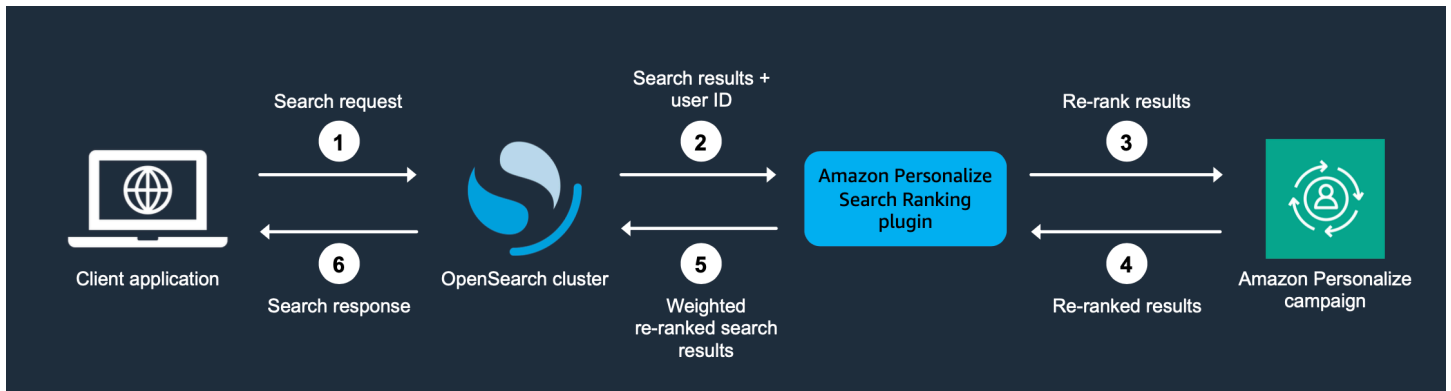 Search request
1
Search results +
user ID
2
Re-rank results
3
Amazon Personalize
Search Ranking
plugin
Client application
6
Search response
OpenSearch cluster
5
Weighted
re-ranked search
results
4
Re-ranked results
Amazon Personalize
campaign